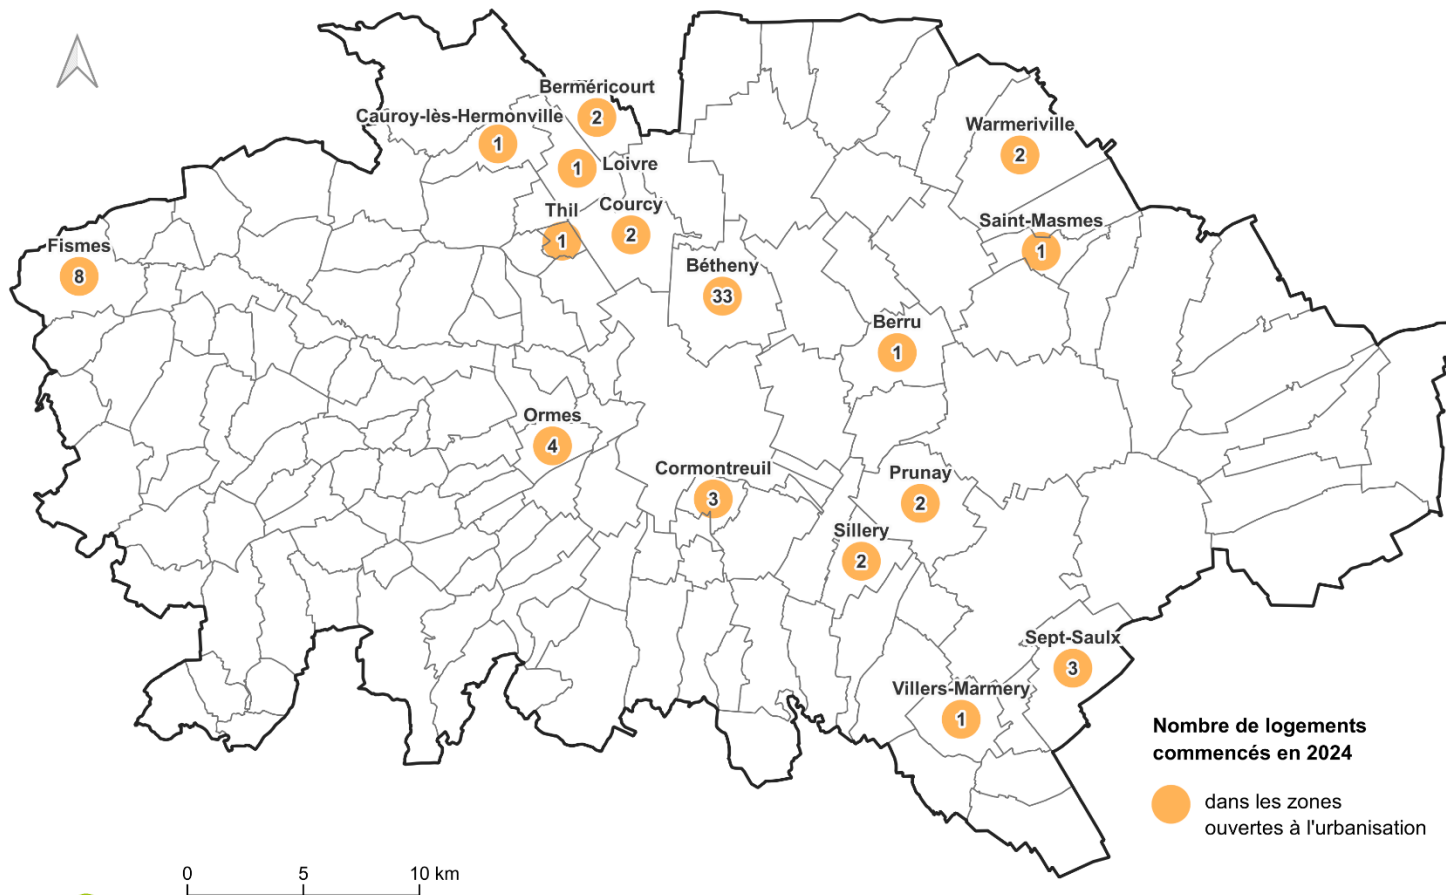 Berméricourt
2
Cauroy-lès-Hermonville
1
Warmeriville
2
1
Loivre
Thil
1
Courcy
2
Saint-Masmes
1
Fismes
8
Bétheny
33
Berru
1
Ormes
4
Cormontreuil
3
Prunay
2
Sillery
2
Sept-Saulx
3
Villers-Marmery
1
Nombre de logements
commencés en 2024
dans les zones
ouvertes à l'urbanisation
0 5 10 km